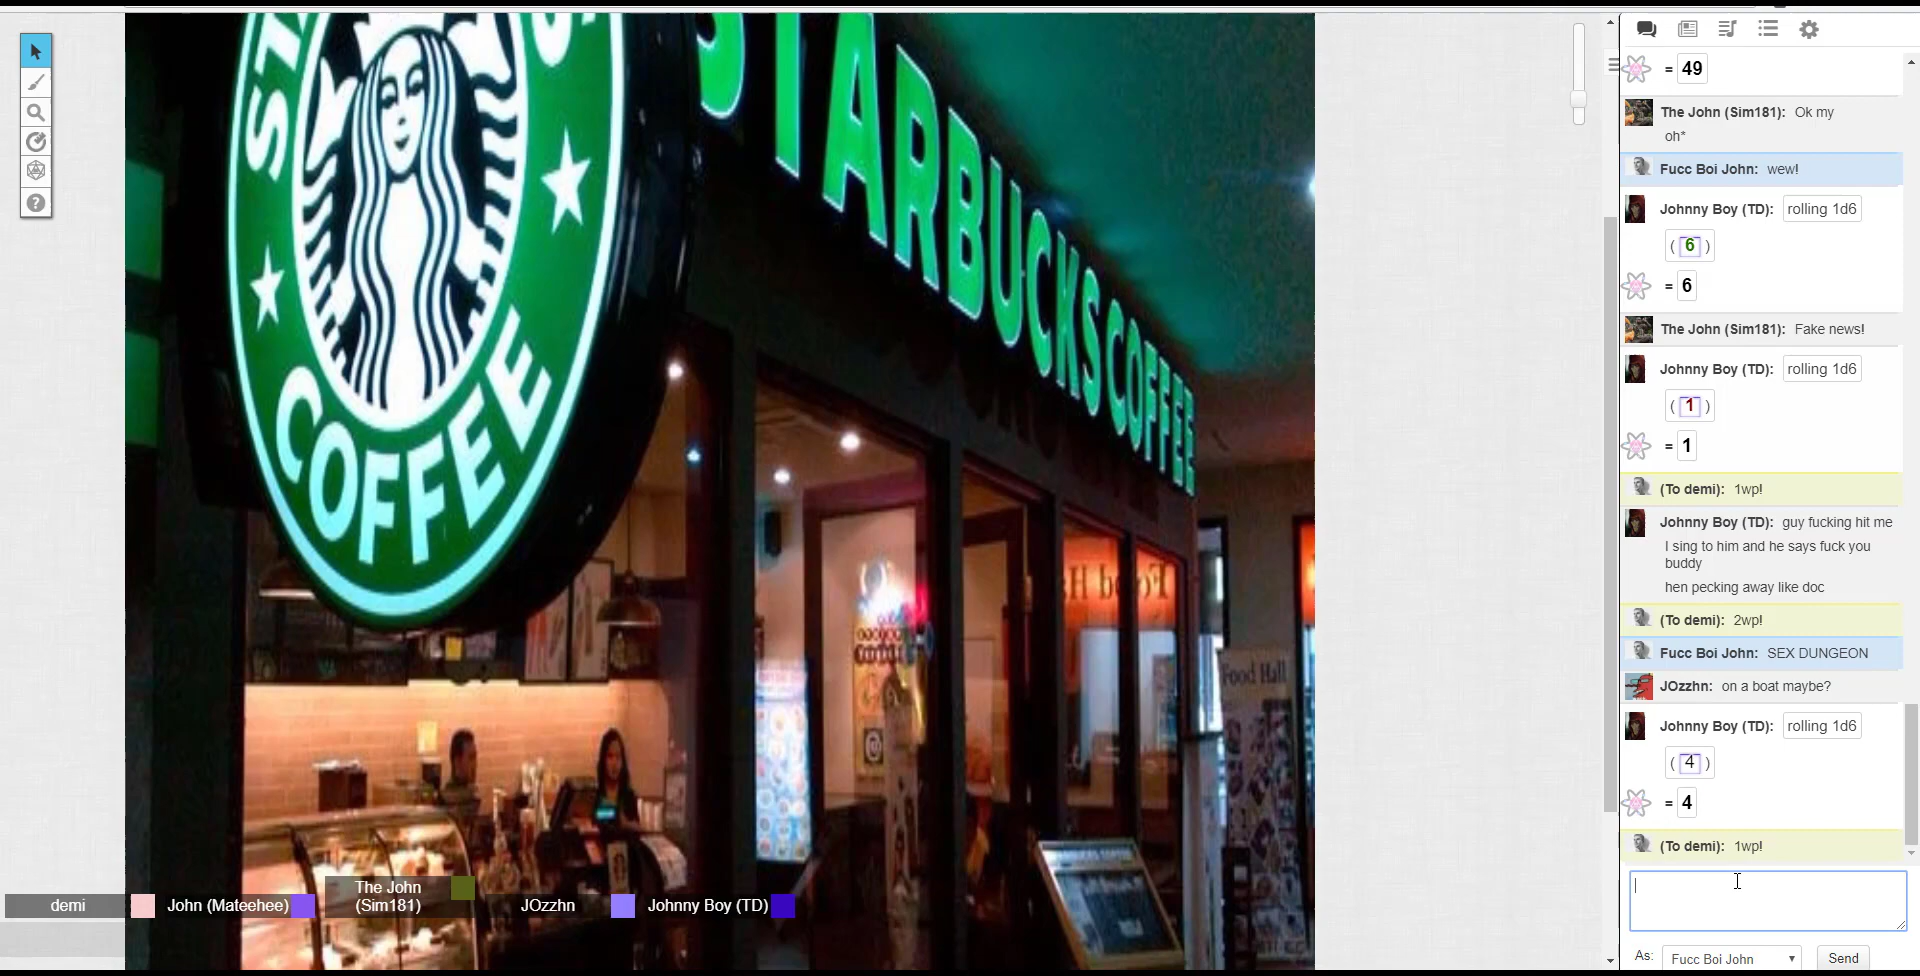 STARBUCKS COFFEE
COFFEE
Food Hall
demi
John (Mateehee)
The John
(Sim181)
JOzzhn
Johnny Boy (TD)
= 49
The John (Sim181): Ok my
oh*
Fucc Boi John: wew!
Johnny Boy (TD): rolling 1d6
( 6 )
= 6
The John (Sim181): Fake news!
Johnny Boy (TD): rolling 1d6
( 1 )
= 1
(To demi): 1wp!
Johnny Boy (TD): guy fucking hit me
I sing to him and he says fuck you
buddy
hen pecking away like doc
(To demi): 2wp!
Fucc Boi John: SEX DUNGEON
JOzzhn: on a boat maybe?
Johnny Boy (TD): rolling 1d6
( 4 )
= 4
(To demi): 1wp!
As: Fucc Boi John Send